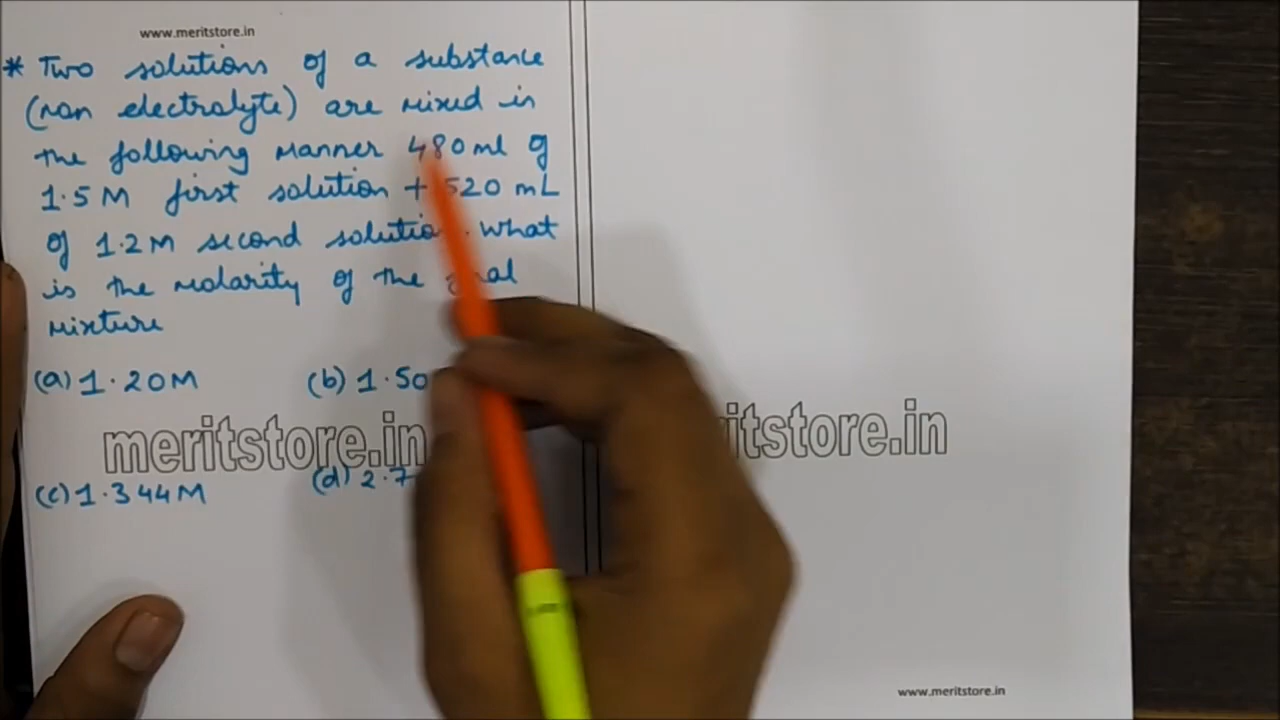 www.meritstore.in
* Two solutions of a substance
(non electrolyte) are mixed in
the following manner 480 ml of
1.5 M first solution + 520 mL
of 1.2 M second solution. what
is the molarity of the
mixture
(a) 1.20 M (b) 1.50
meritstore.in
(c) 1.344 M (d) 2.7
www.meritstore.in